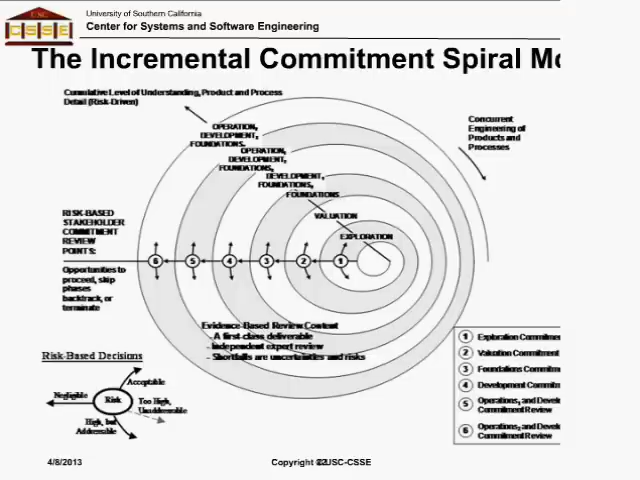 USC
CSSE
University of Southern California
Center for Systems and Software Engineering
The Incremental Commitment Spiral Mo
Cumulative Level of Understanding, Product and Process
Detail (Risk-Driven)
Concurrent
Engineering of
Products and
Processes
OPERATION,
DEVELOPMENT,
FOUNDATIONS,
OPERATION,
DEVELOPMENT,
FOUNDATIONS,
DEVELOPMENT,
FOUNDATIONS,
FOUNDATIONS
VALUATION
EXPLORATION
RISK-BASED
STAKEHOLDER
COMMITMENT
REVIEW
POINTS:
6 5 4 3 2 1
Opportunities to
proceed, skip
phases
backtrack, or
terminate
Evidence-Based Review Content
- A first-class deliverable
- Independent expert review
- Shortfalls are uncertainties and risks
1 Exploration Commitme
2 Valuation Commitment
3 Foundations Commitm
4 Development Commitm
5 Operations1 and Devel
Commitment Review
6 Operations2 and Devel
Commitment Review
Risk-Based Decisions
Acceptable
Negligible
Risk
Too High,
Unaddressable
High, but
Addressable
4/8/2013
Copyright © USC-CSSE